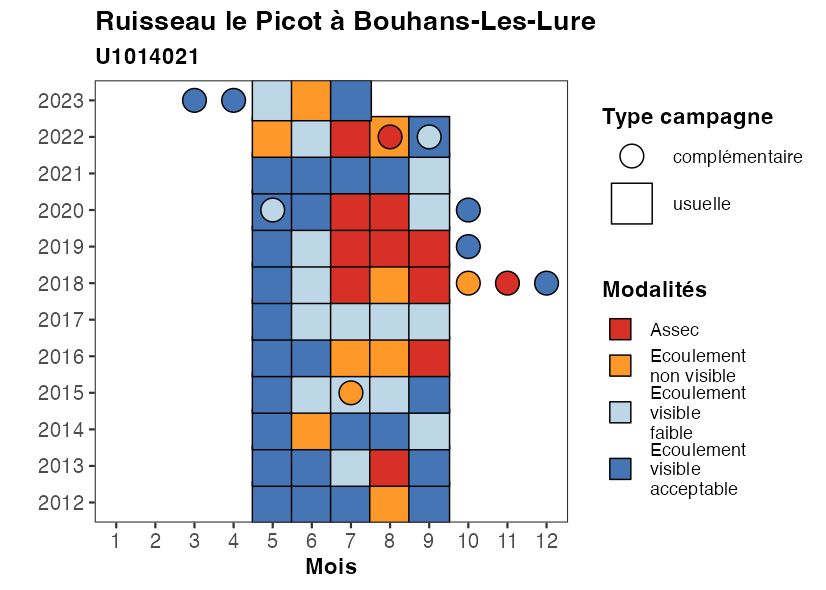 Ruisseau le Picot à Bouhans-Les-Lure
U1014021
2023
2022
2021
2020
2019
2018
2017
2016
2015
2014
2013
2012
1 2 3 4 5 6 7 8 9 10 11 12
Mois
Type campagne
complémentaire
usuelle
Modalités
Assec
Ecoulement
non visible
Ecoulement
visible
faible
Ecoulement
visible
acceptable